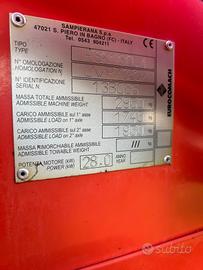 SAMPIERANA S.p.a.
47021 S. PIERO IN BAGNO (FC) - ITALY
Tel. 0543 904211
TIPO
TYPE
N° OMOLOGAZIONE
HOMOLOGATION N.
N° IDENTIFICAZIONE
SERIAL N.
MASSA TOTALE AMMISSIBILE
ADMISSIBLE MACHINE WEIGHT
CARICO AMMISSIBILE SUL 1° asse
ADMISSIBLE LOAD ON 1° axle
CARICO AMMISSIBILE SUL 2° asse
ADMISSIBLE LOAD ON 2° axle
MASSA RIMORCHIABILE AMMISSIBILE
ADMISSIBLE TOWABLE WEIGHT
///
POTENZA MOTORE (kW)
POWER (kW)
28.0
ANNO
YEAR
EUROCOMACH
subito